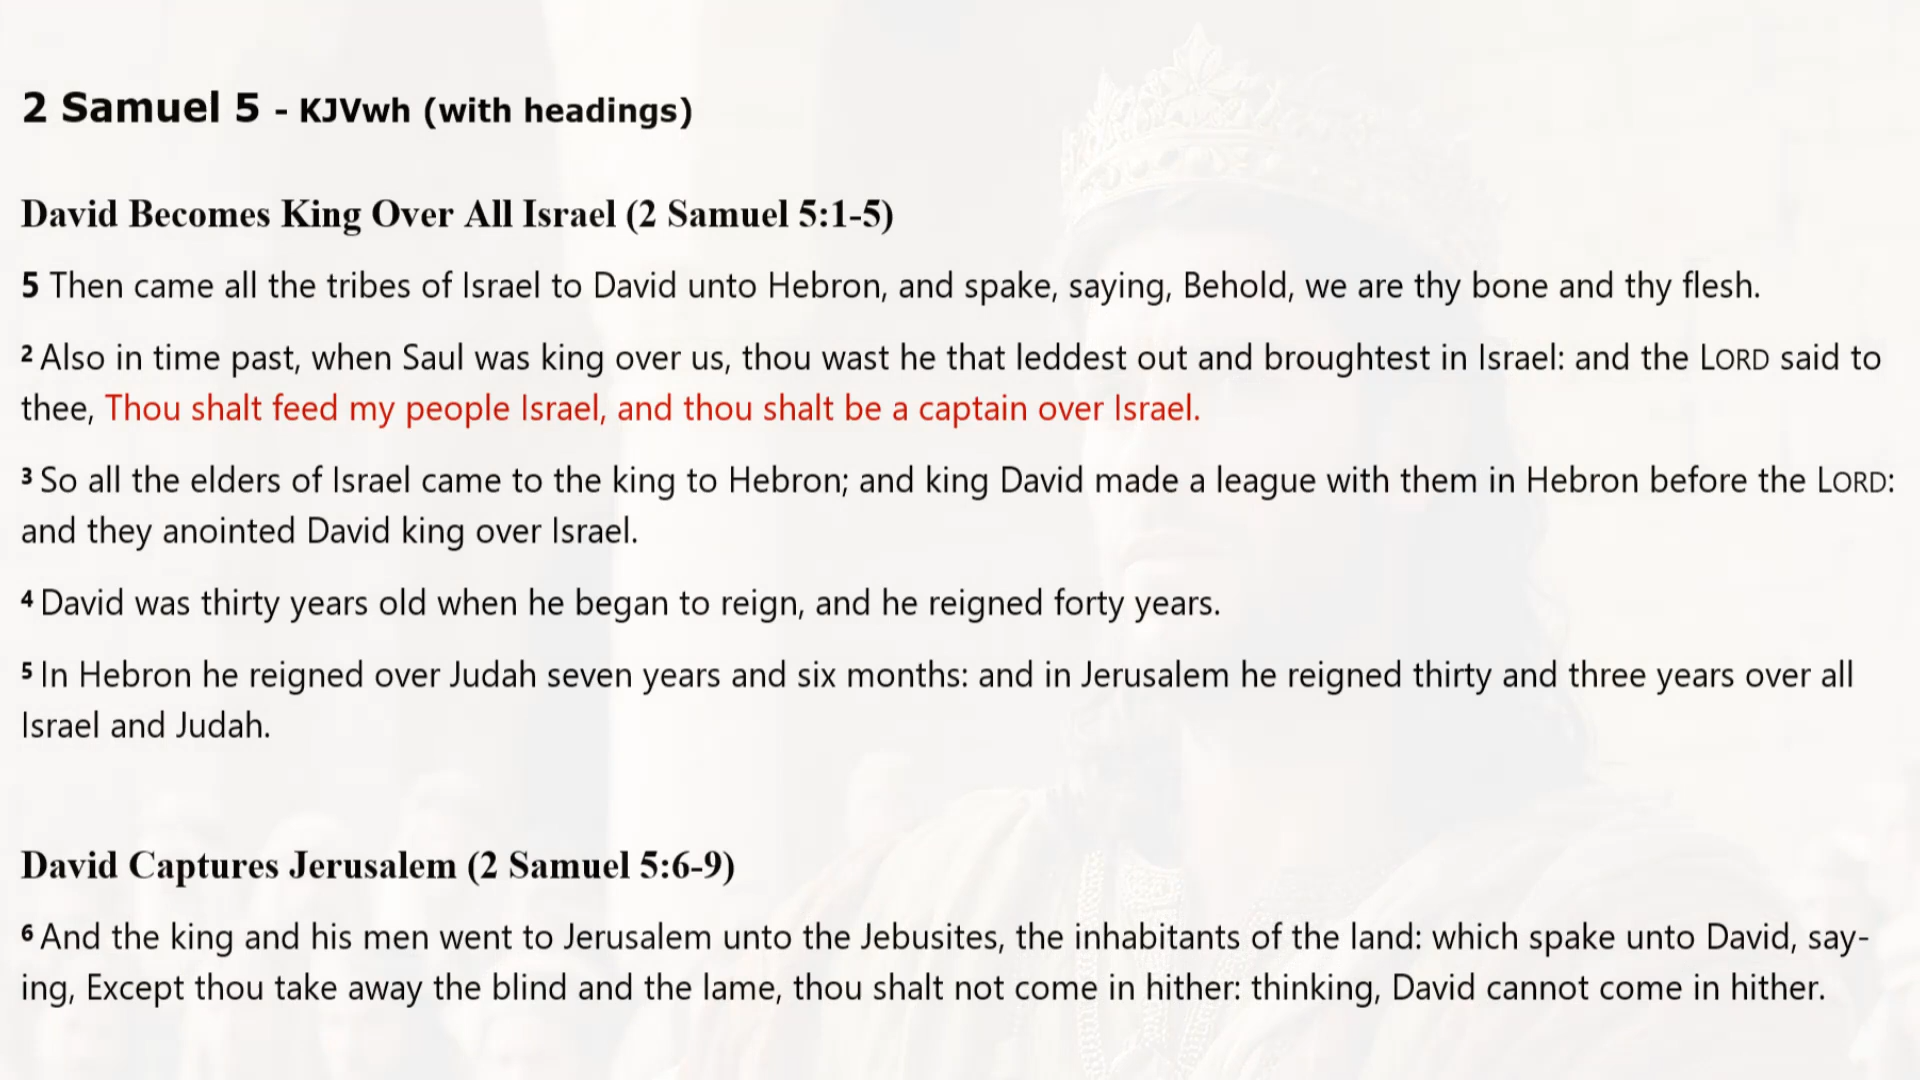 2 Samuel 5 - KJVwh (with headings)
David Becomes King Over All Israel (2 Samuel 5:1-5)
5 Then came all the tribes of Israel to David unto Hebron, and spake, saying, Behold, we are thy bone and thy flesh.
2 Also in time past, when Saul was king over us, thou wast he that leddest out and broughtest in Israel: and the LORD said to
thee, Thou shalt feed my people Israel, and thou shalt be a captain over Israel.
3 So all the elders of Israel came to the king to Hebron; and king David made a league with them in Hebron before the LORD:
and they anointed David king over Israel.
4 David was thirty years old when he began to reign, and he reigned forty years.
5 In Hebron he reigned over Judah seven years and six months: and in Jerusalem he reigned thirty and three years over all
Israel and Judah.
David Captures Jerusalem (2 Samuel 5:6-9)
6 And the king and his men went to Jerusalem unto the Jebusites, the inhabitants of the land: which spake unto David, say-
ing, Except thou take away the blind and the lame, thou shalt not come in hither: thinking, David cannot come in hither.